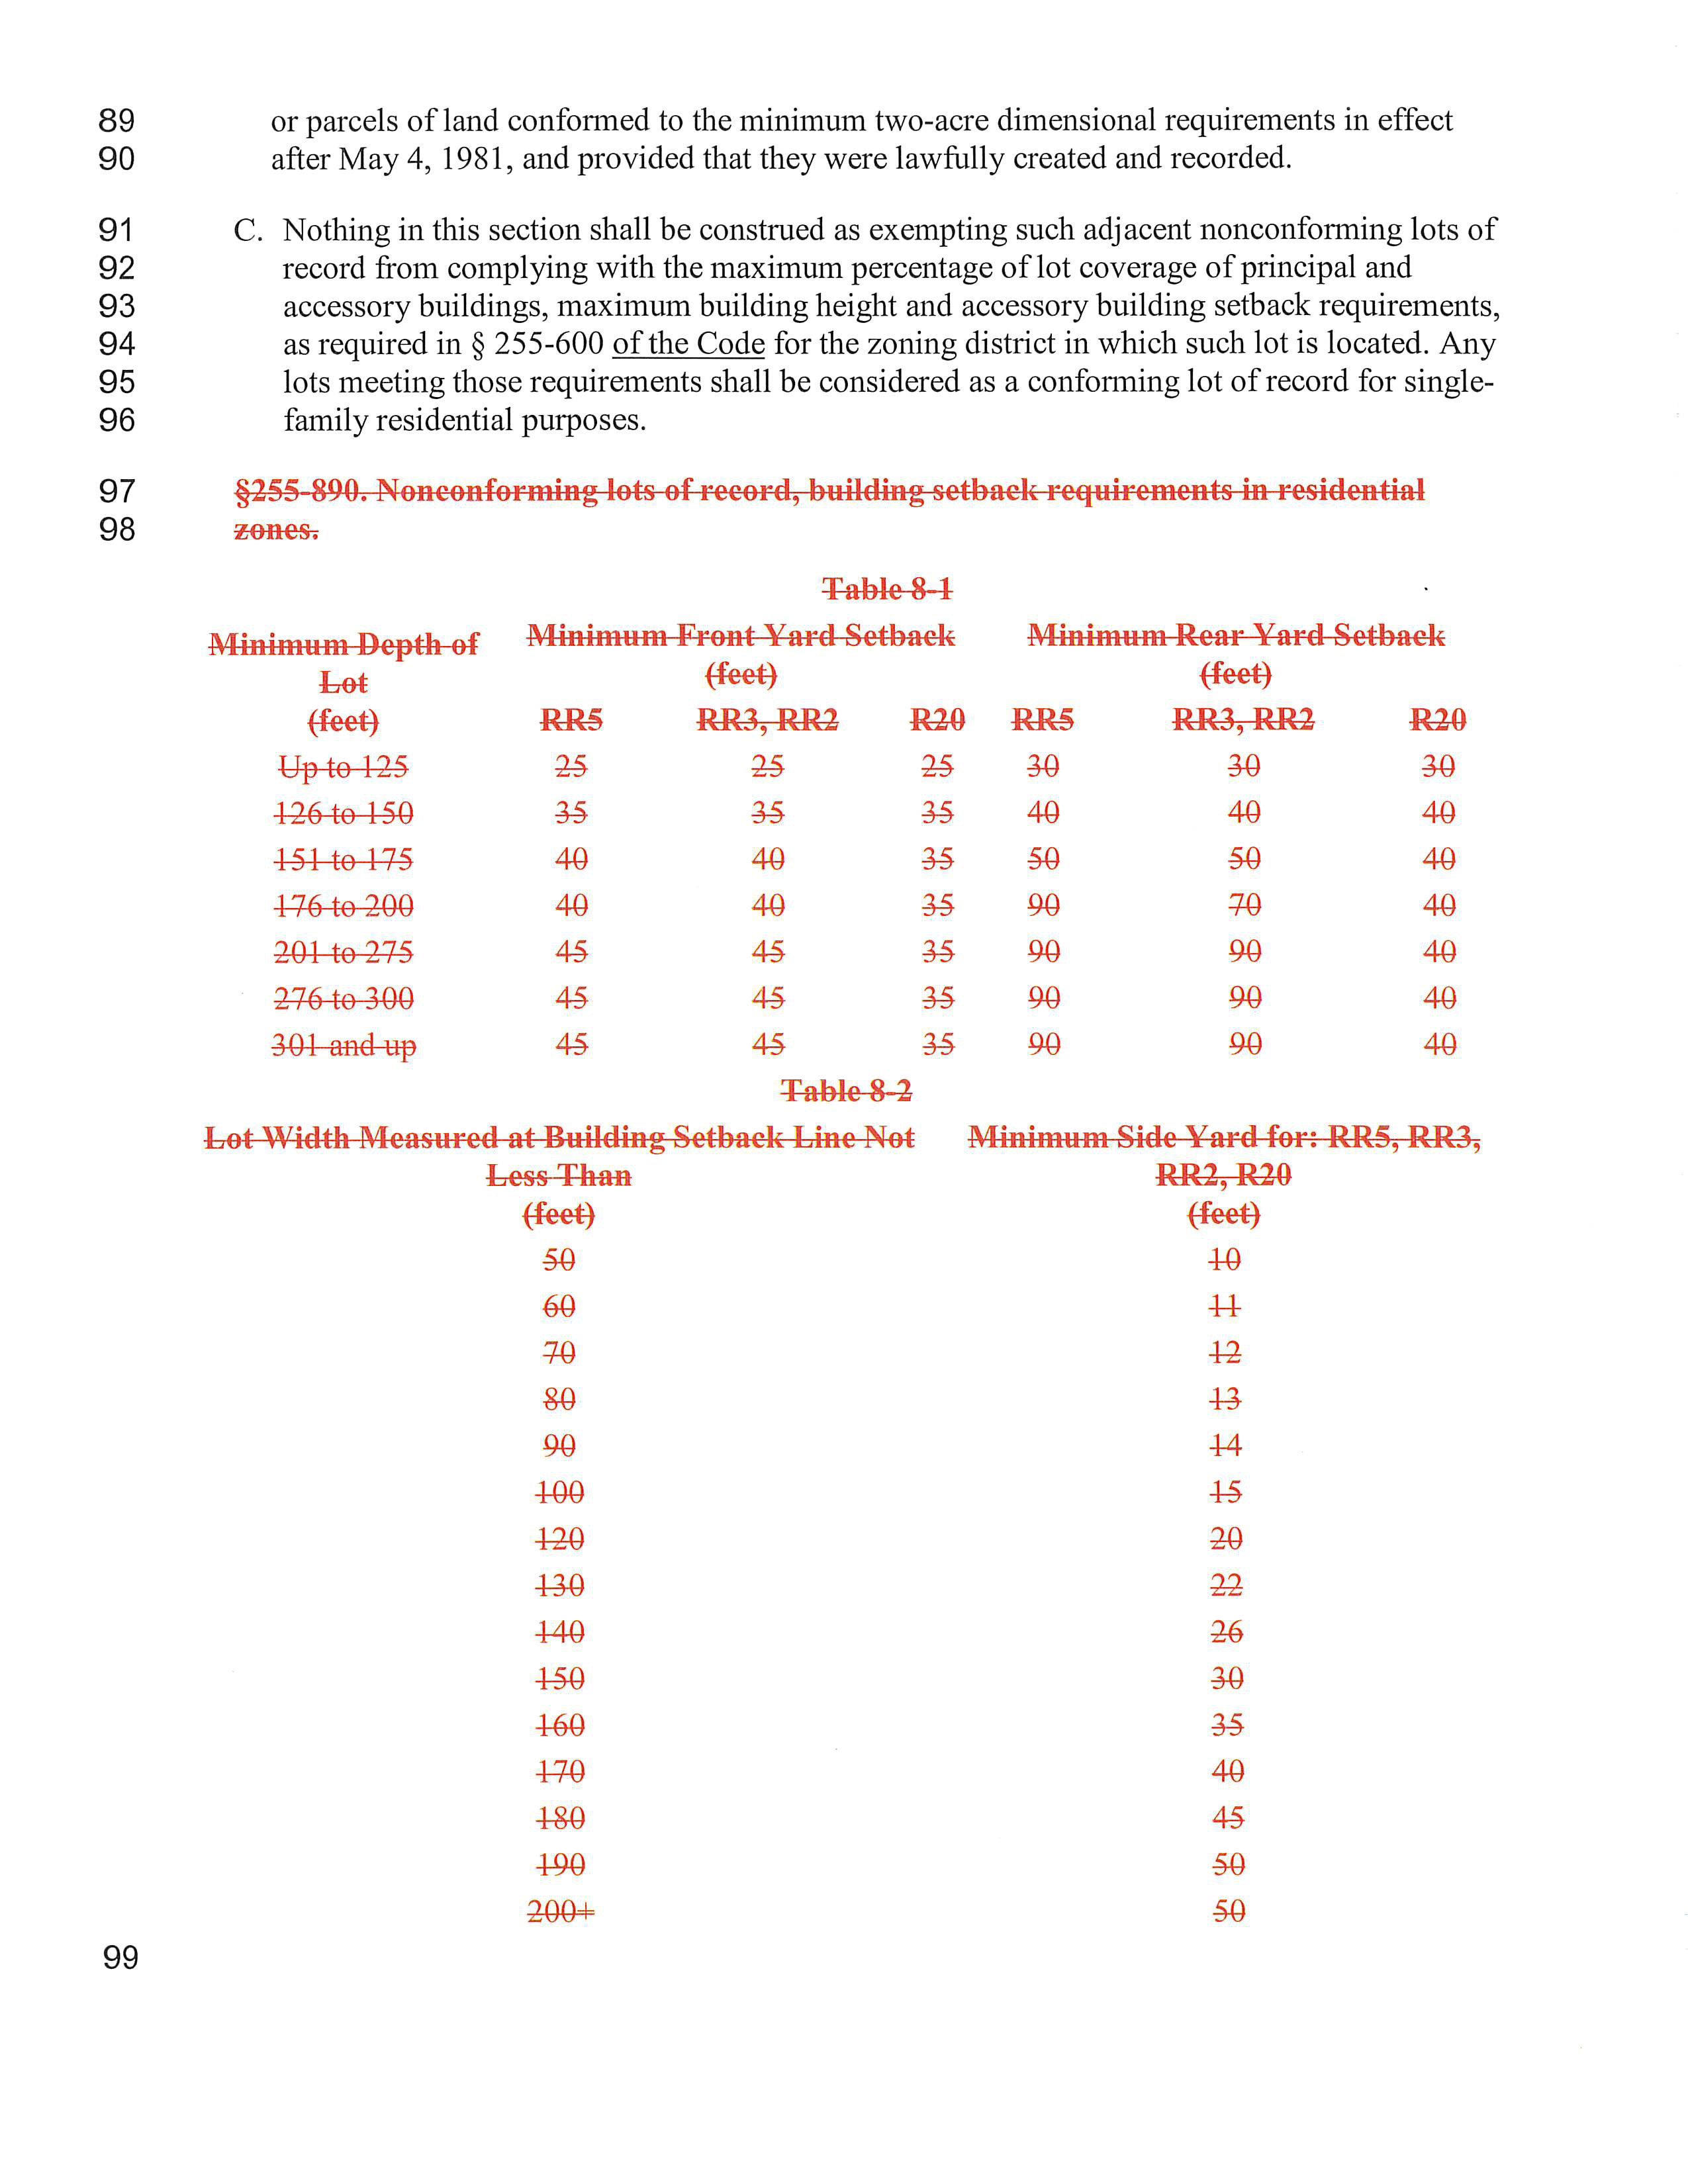 89 or parcels of land conformed to the minimum two-acre dimensional requirements in effect
90 after May 4, 1981, and provided that they were lawfully created and recorded.
91 C. Nothing in this section shall be construed as exempting such adjacent nonconforming lots of
92 record from complying with the maximum percentage of lot coverage of principal and
93 accessory buildings, maximum building height and accessory building setback requirements,
94 as required in § 255-600 of the Code for the zoning district in which such lot is located. Any
95 lots meeting those requirements shall be considered as a conforming lot of record for single-
96 family residential purposes.
97 §255-890. Nonconforming lots of record, building setback requirements in residential
98 zones.
Table 8-1
Minimum Depth of Minimum Front Yard Setback Minimum Rear Yard Setback
Lot (feet) (feet)
(feet) RR5 RR3, RR2 R20 RR5 RR3, RR2 R20
Up to 125 25 25 25 30 30 30
126 to 150 35 35 35 40 40 40
151 to 175 40 40 35 50 50 40
176 to 200 40 40 35 90 70 40
201 to 275 45 45 35 90 90 40
276 to 300 45 45 35 90 90 40
301 and up 45 45 35 90 90 40
Table 8-2
Lot Width Measured at Building Setback Line Not Minimum Side Yard for: RR5, RR3,
Less Than RR2, R20
(feet) (feet)
50 10
60 11
70 12
80 13
90 14
100 15
120 20
130 22
140 26
150 30
160 35
170 40
180 45
190 50
200+ 50
99